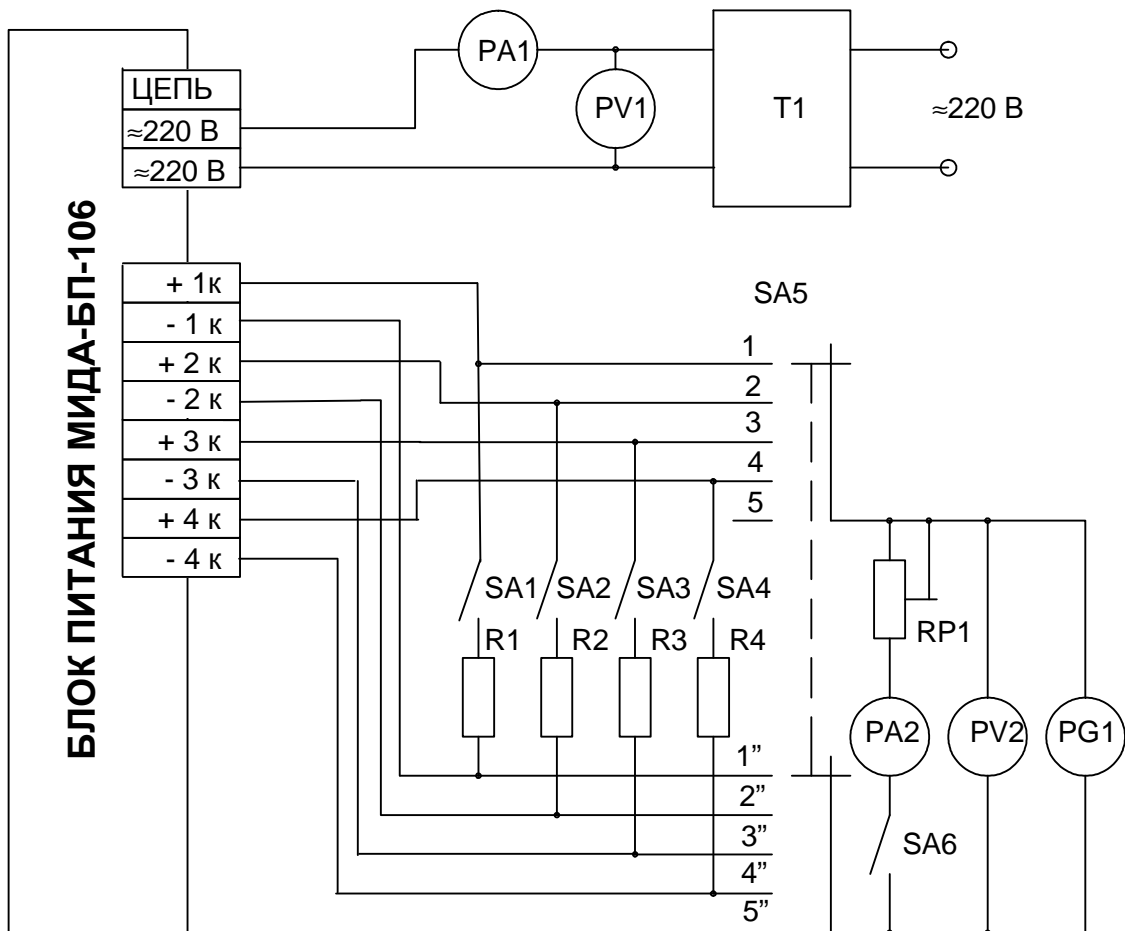 БЛОК ПИТАНИЯ МИДА-БП-106
ЦЕПЬ
≈220 В
≈220 В
PA1
PV1
T1
≈220 В
+ 1к
- 1 к
+ 2 к
- 2 к
+ 3 к
- 3 к
+ 4 к
- 4 к
SA5
1
2
3
4
5
SA1
SA2
SA3
SA4
R1
R2
R3
R4
RP1
PA2
PV2
PG1
SA6
1”
2”
3”
4”
5”